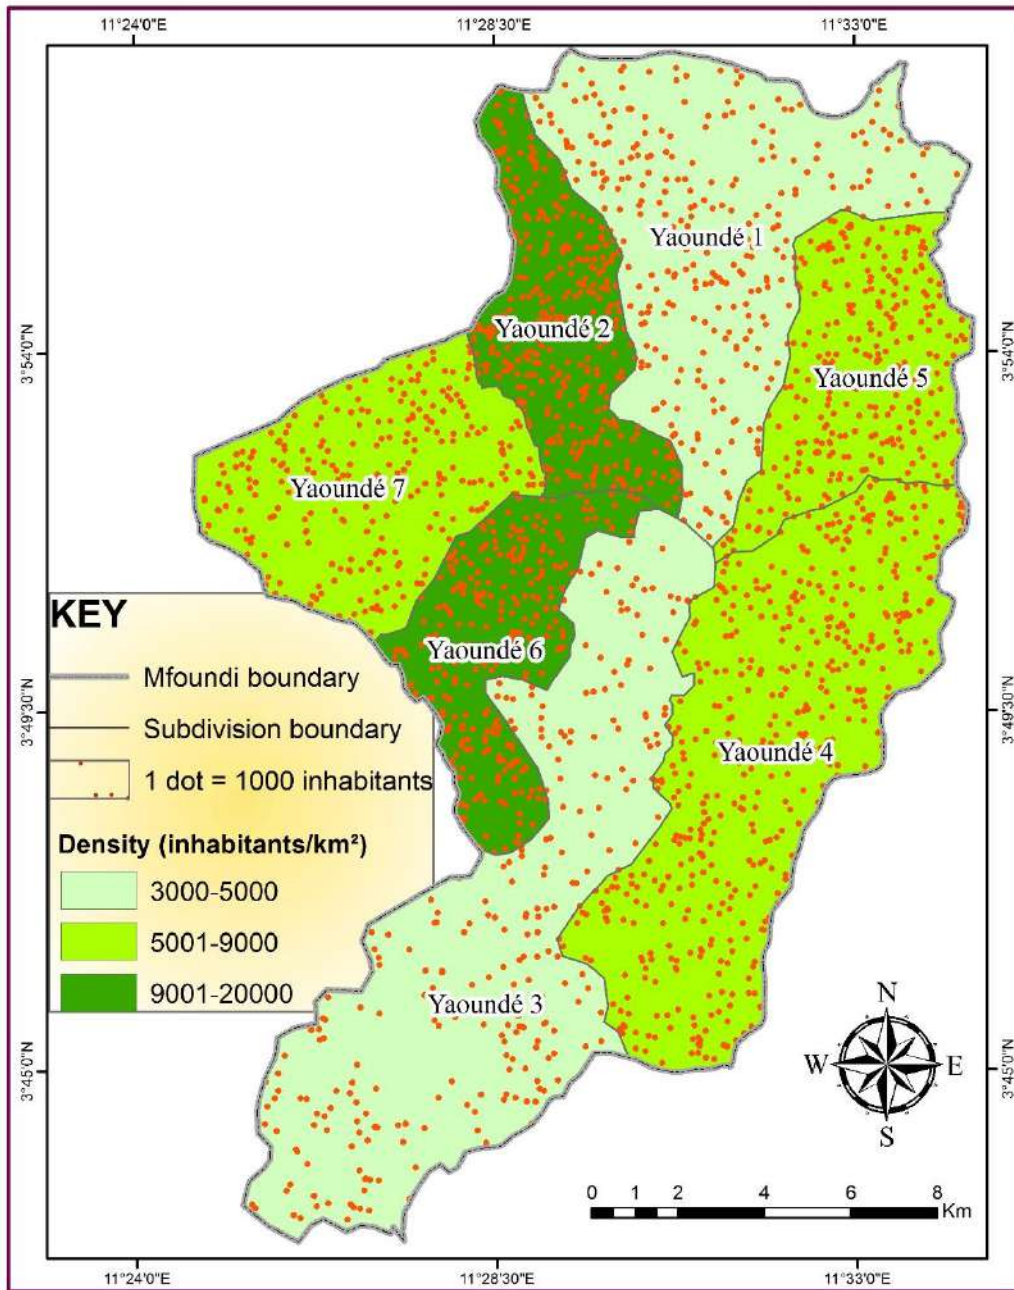 11°24'0"E 11°28'30"E 11°33'0"E
Yaoundé 1
Yaoundé 2
3°54'0"N
3°54'0"N
Yaoundé 5
Yaoundé 7
KEY
Mfoundi boundary
Subdivision boundary
1 dot = 1000 inhabitants
Density (inhabitants/km²)
3000-5000
5001-9000
9001-20000
Yaoundé 6
3°49'30"N
3°49'30"N
Yaoundé 4
Yaoundé 3
N
W E
S
3°45'0"N
3°45'0"N
0 1 2 4 6 8
Km
11°24'0"E 11°28'30"E 11°33'0"E